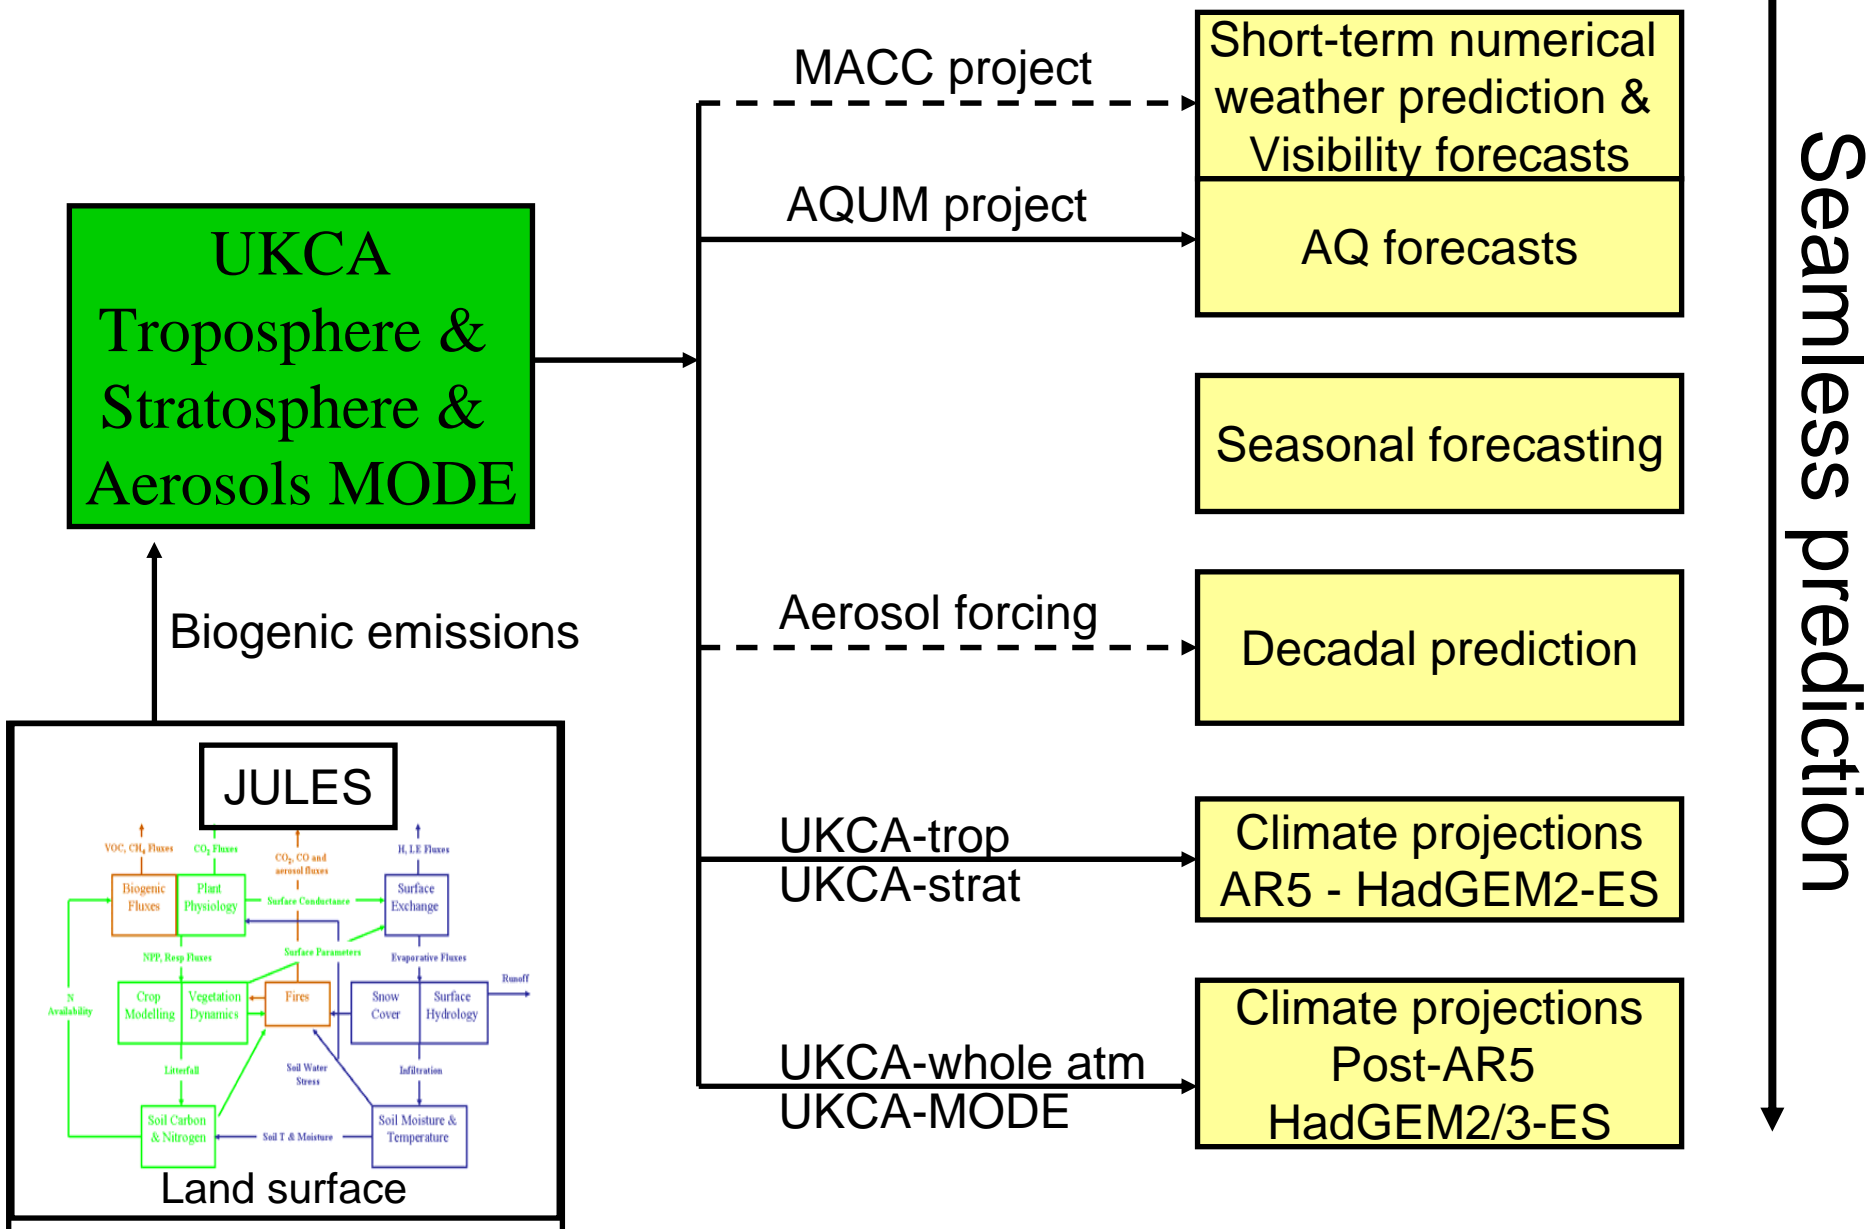 MACC project
Short-term numerical
weather prediction &
Visibility forecasts
AQUM project
AQ forecasts
UKCA
Troposphere &
Stratosphere &
Aerosols MODE
Seasonal forecasting
Aerosol forcing
Decadal prediction
Biogenic emissions
UKCA-trop
UKCA-strat
Climate projections
AR5 - HadGEM2-ES
UKCA-whole atm
UKCA-MODE
Climate projections
Post-AR5
HadGEM2/3-ES
Seamless prediction
JULES
VOC, CH₄ Fluxes
CO₂ Fluxes
CO₂, CO and
aerosol fluxes
H, LE Fluxes
Biogenic
Fluxes
Plant
Physiology
Surface Conductance
Surface
Exchange
NPP, Resp Fluxes
Surface Parameters
Evaporative Fluxes
Runoff
N
Availability
Crop
Modelling
Vegetation
Dynamics
Fires
Snow
Cover
Surface
Hydrology
Litterfall
Soil Water
Stress
Infiltration
Soil Carbon
& Nitrogen
Soil T & Moisture
Soil Moisture &
Temperature
Land surface